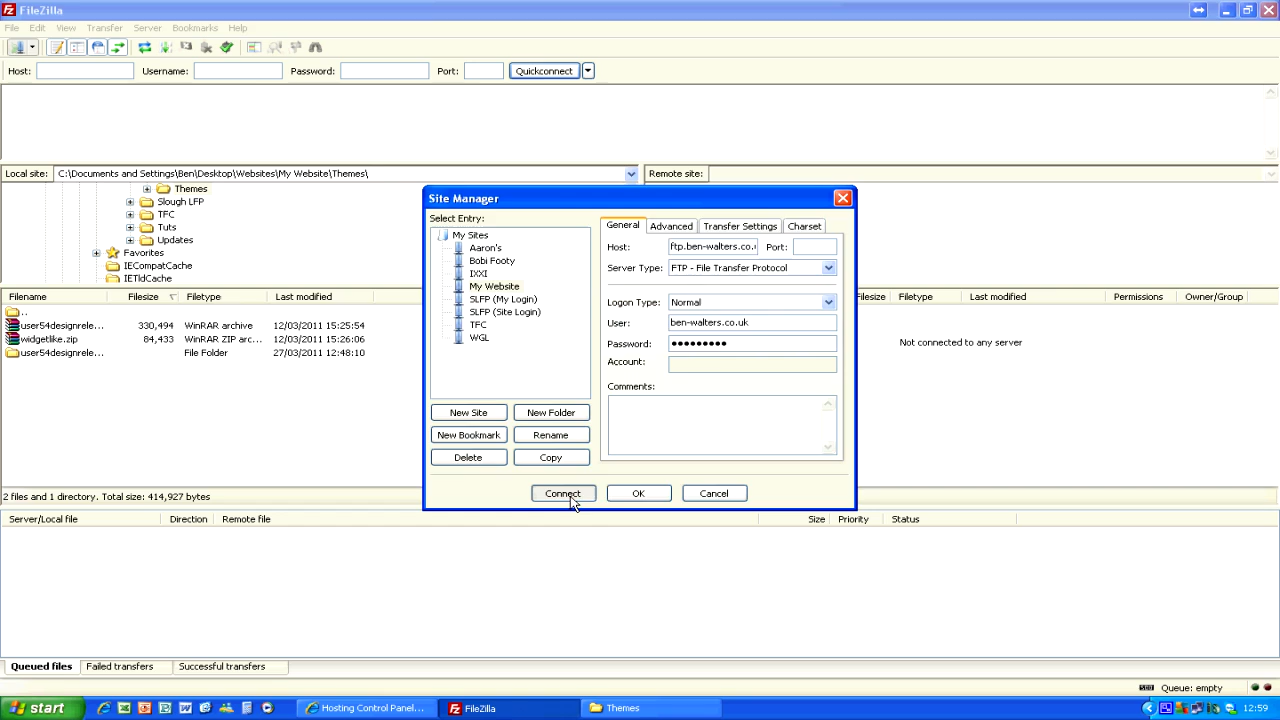 FileZilla
File Edit View Transfer Server Bookmarks Help
Host: Username: Password: Port: Quickconnect
Local site: C:\Documents and Settings\Ben\Desktop\Websites\My Website\Themes\
Remote site:
Themes
Slough LFP
TFC
Tuts
Updates
Favorites
IECompatCache
IETldCache
Filename Filesize Filetype Last modified
..
user54designrele... 330,494 WinRAR archive 12/03/2011 15:25:54
widgetlike.zip 84,433 WinRAR ZIP arc... 12/03/2011 15:26:06
user54designrele... File Folder 27/03/2011 12:48:10
2 files and 1 directory. Total size: 414,927 bytes
Filesize Filetype Last modified Permissions Owner/Group
Not connected to any server
Site Manager
Select Entry:
My Sites
Aaron's
Bobi Footy
IXXI
My Website
SLFP (My Login)
SLFP (Site Login)
TFC
WGL
New Site New Folder
New Bookmark Rename
Delete Copy
General Advanced Transfer Settings Charset
Host: ftp.ben-walters.co. Port:
Server Type: FTP - File Transfer Protocol
Logon Type: Normal
User: ben-walters.co.uk
Password: ●●●●●●●●●
Account:
Comments:
Connect OK Cancel
Server/Local file Direction Remote file Size Priority Status
Queued files Failed transfers Successful transfers
Queue: empty
start Hosting Control Panel... FileZilla Themes 12:59